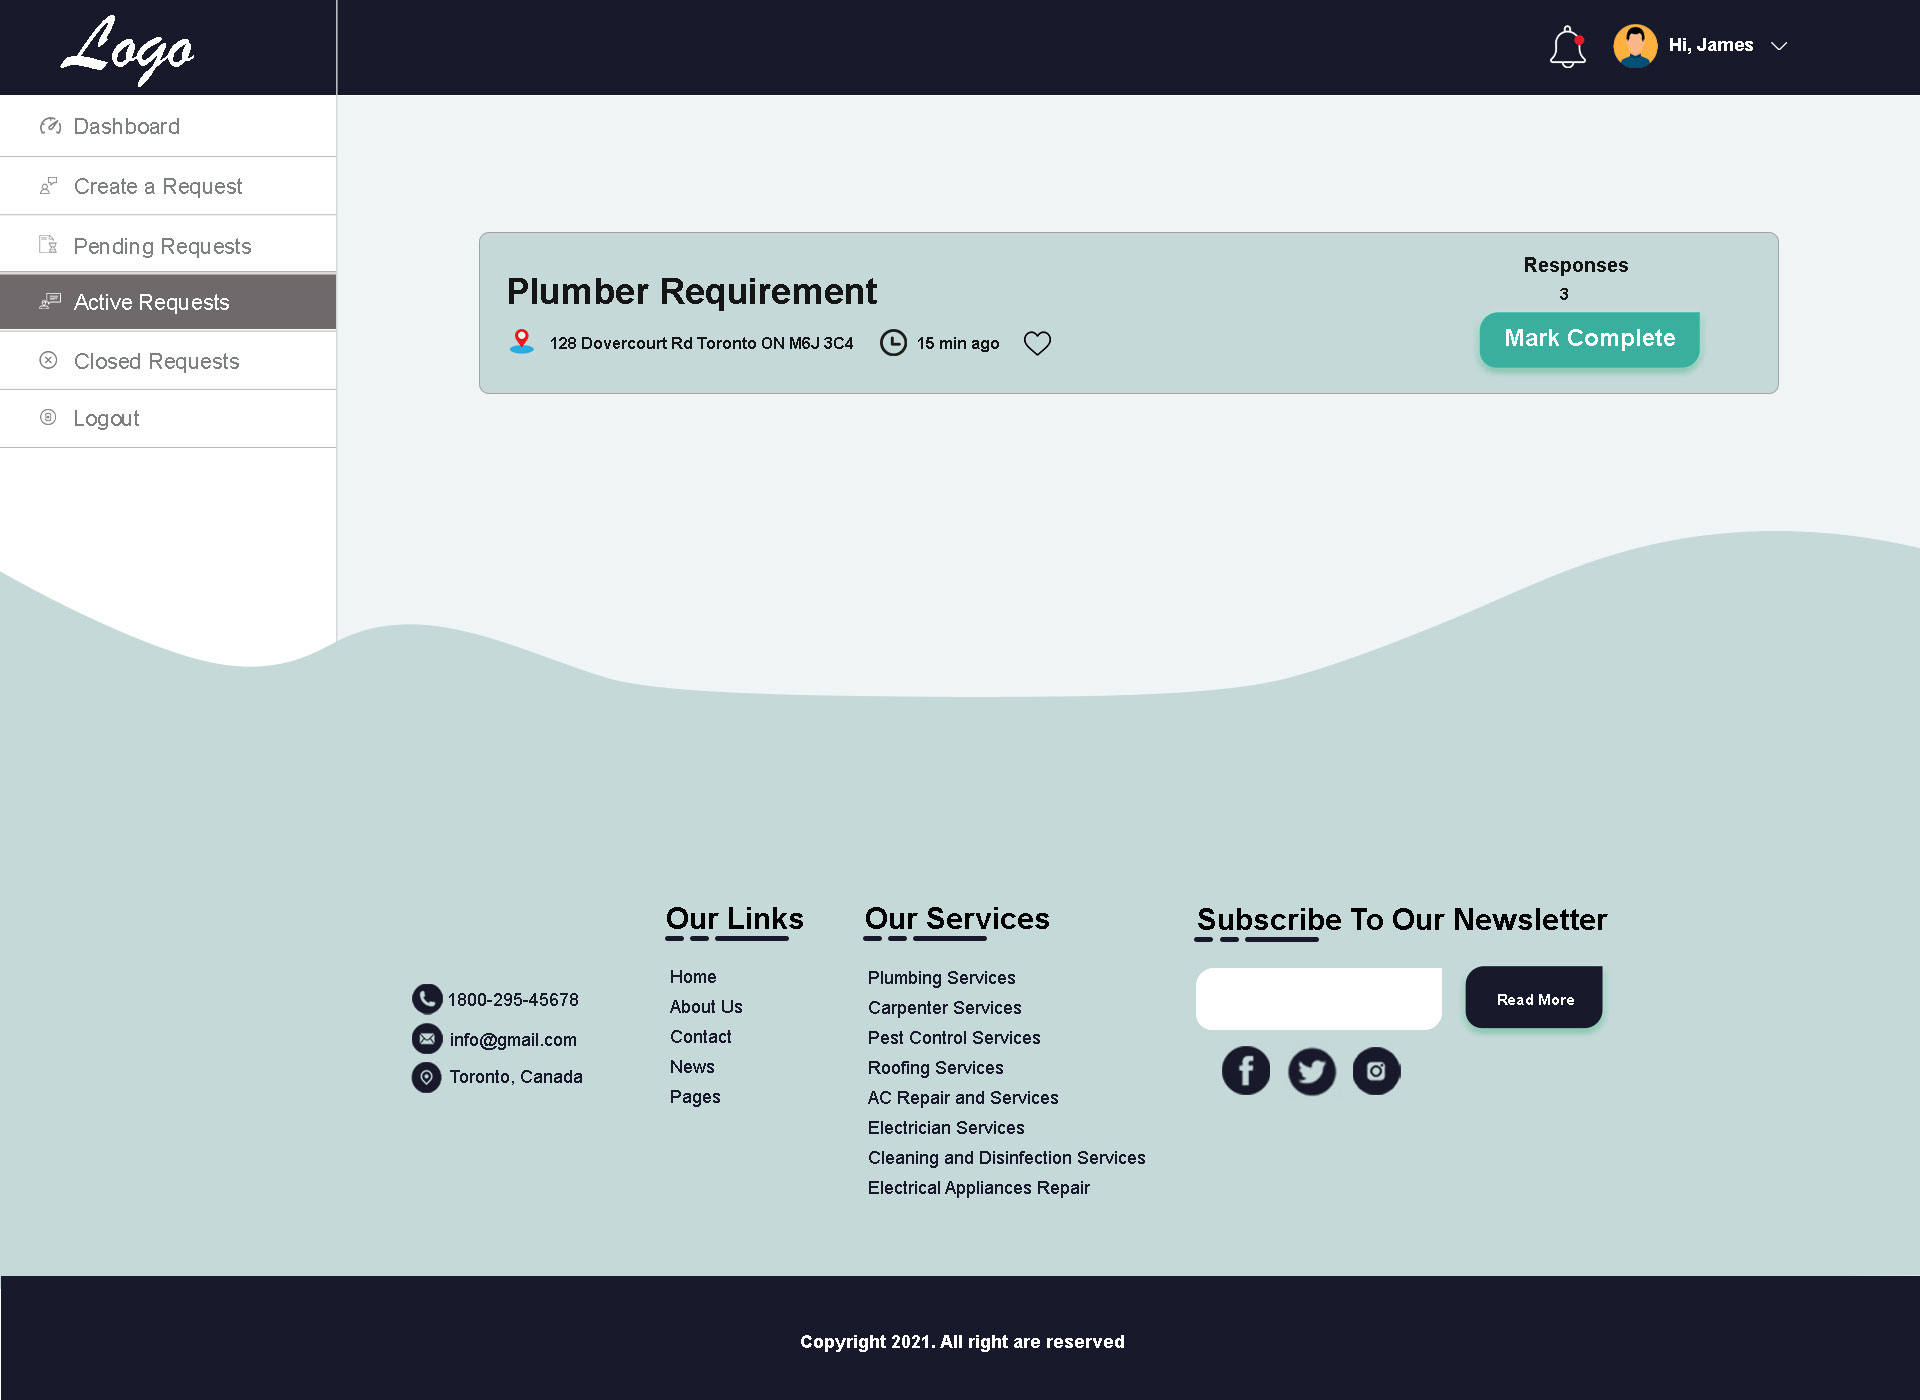 Logo
Hi, James
Dashboard
Create a Request
Pending Requests
Active Requests
Closed Requests
Logout
Plumber Requirement
128 Dovercourt Rd Toronto ON M6J 3C4 15 min ago
Responses
3
Mark Complete
1800-295-45678
info@gmail.com
Toronto, Canada
Our Links
Home
About Us
Contact
News
Pages
Our Services
Plumbing Services
Carpenter Services
Pest Control Services
Roofing Services
AC Repair and Services
Electrician Services
Cleaning and Disinfection Services
Electrical Appliances Repair
Subscribe To Our Newsletter
Read More
Copyright 2021. All right are reserved